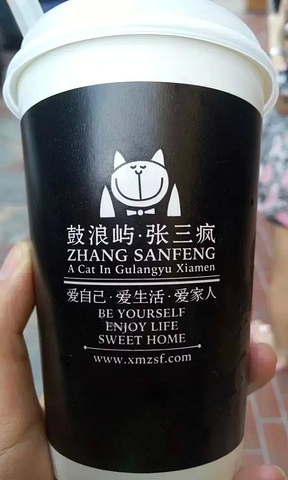 鼓浪屿·张三疯
ZHANG SANFENG
A Cat In Gulangyu Xiamen
爱自己·爱生活·爱家人
BE YOURSELF
ENJOY LIFE
SWEET HOME
www.xmzsf.com